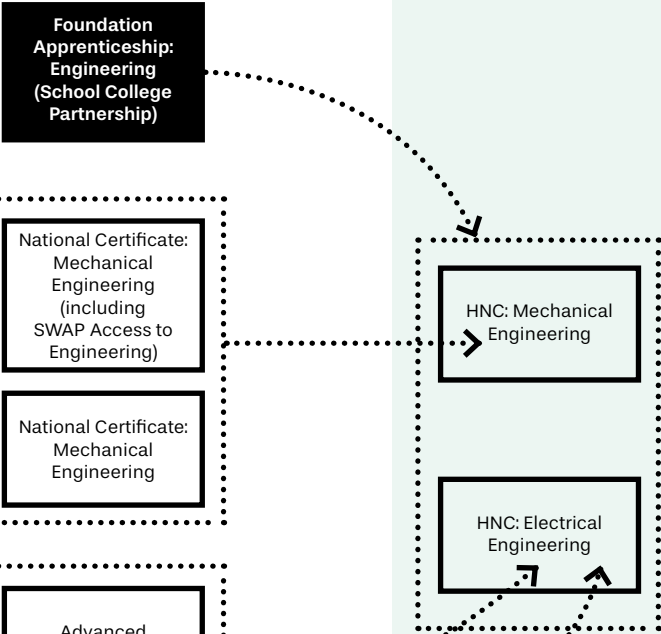 Foundation
Apprenticeship:
Engineering
(School College
Partnership)
National Certificate:
Mechanical
Engineering
(including
SWAP Access to
Engineering)
National Certificate:
Mechanical
Engineering
Advanced
HNC: Mechanical
Engineering
HNC: Electrical
Engineering